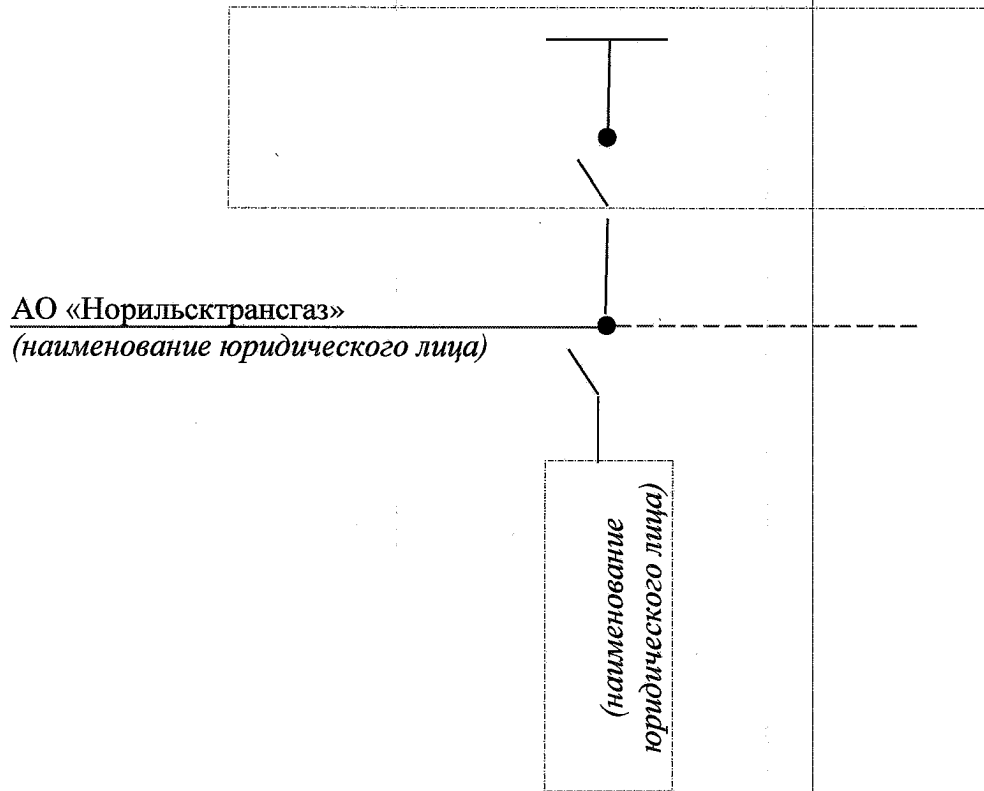 АО «Норильсктрансгаз»
(наименование юридического лица)
(наименование
юридического лица)